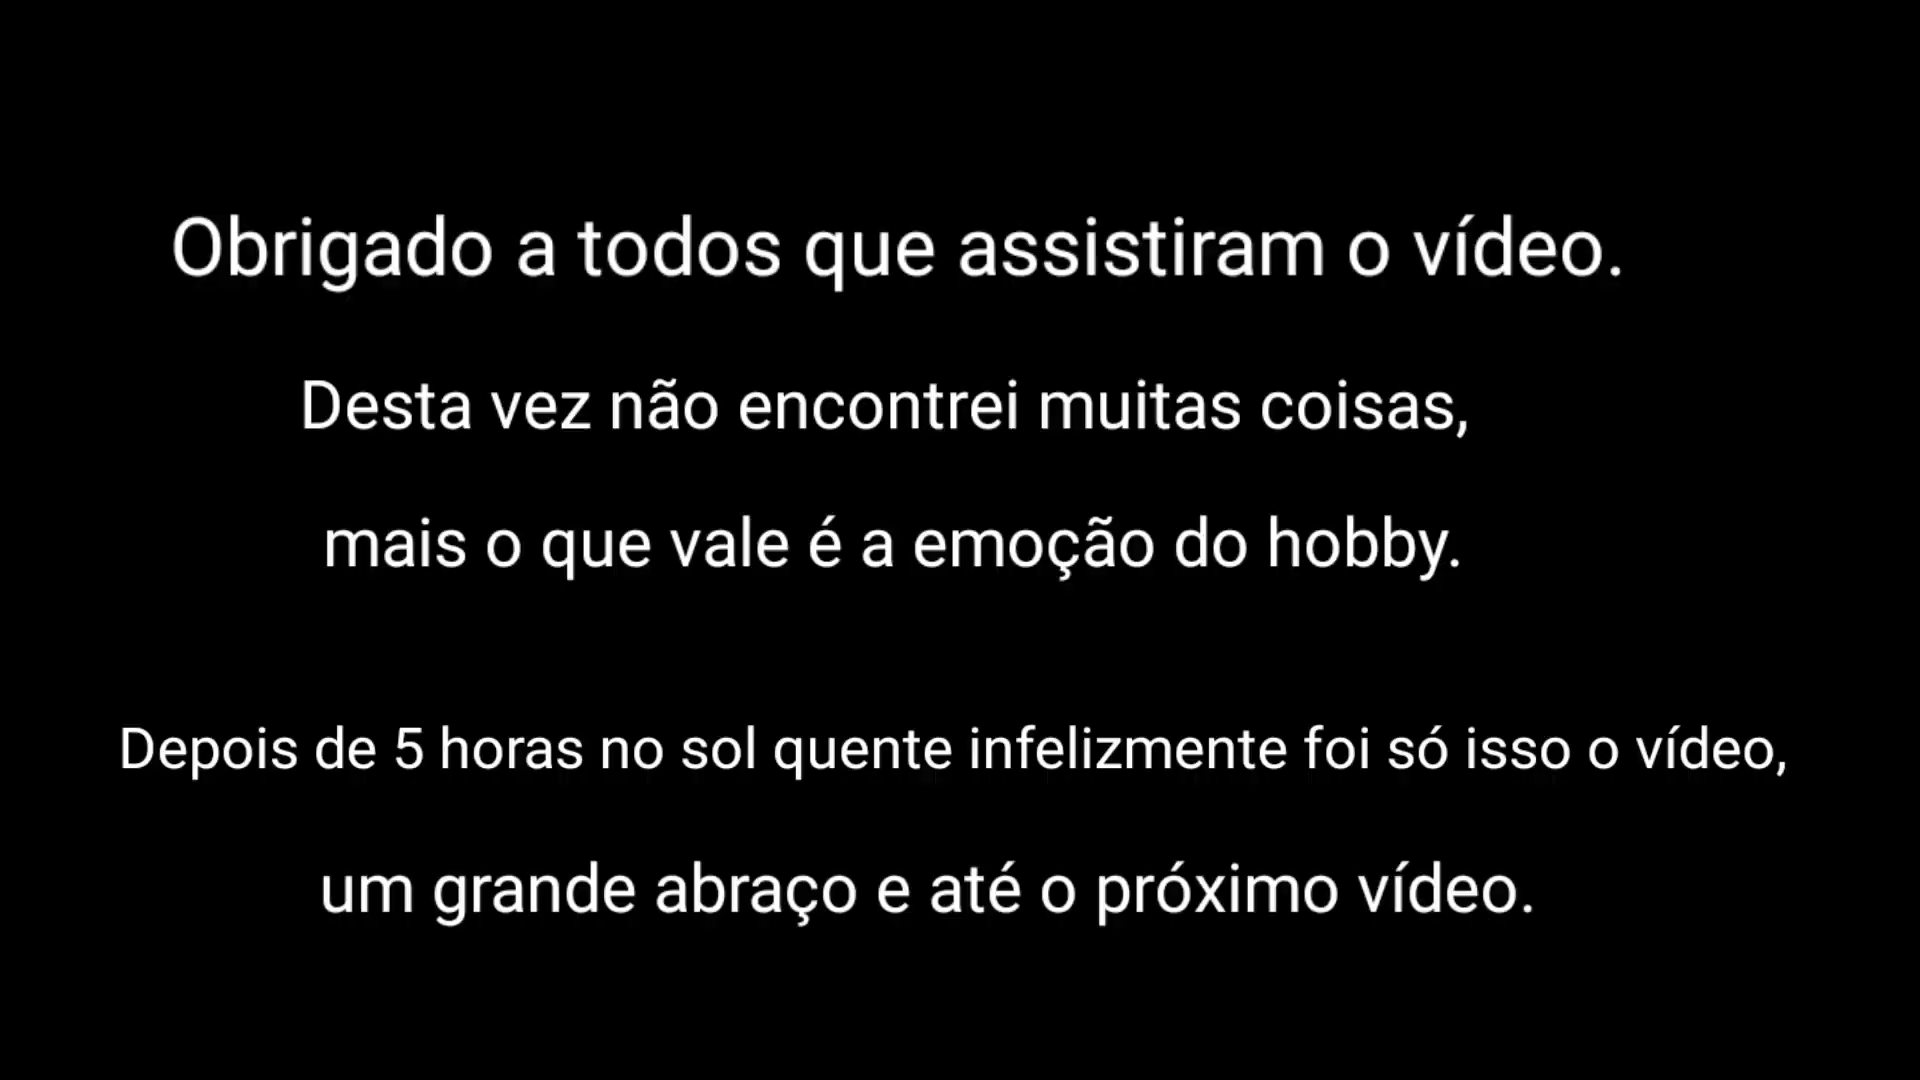 Obrigado a todos que assistiram o vídeo.
Desta vez não encontrei muitas coisas,
mais o que vale é a emoção do hobby.
Depois de 5 horas no sol quente infelizmente foi só isso o vídeo,
um grande abraço e até o próximo vídeo.